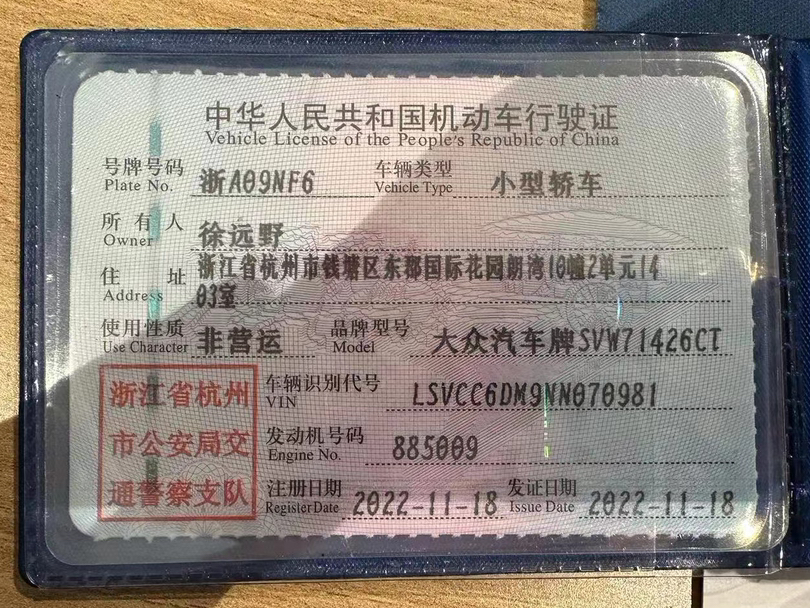 中华人民共和国机动车行驶证
Vehicle License of the People's Republic of China
号牌号码 浙A09NF6 车辆类型 小型轿车
Plate No. Vehicle Type
所有人 徐远野
Owner
住址 浙江省杭州市钱塘区东郡国际花园朗湾10幢2单元14
Address 03室
使用性质 非营运 品牌型号 大众汽车牌SVW71426CT
Use Character Model
浙江省杭州
市公安局交
通警察支队
车辆识别代号 LSVCC6DM9NN070981
VIN
发动机号码 885009
Engine No.
注册日期 2022-11-18 发证日期 2022-11-18
Register Date Issue Date